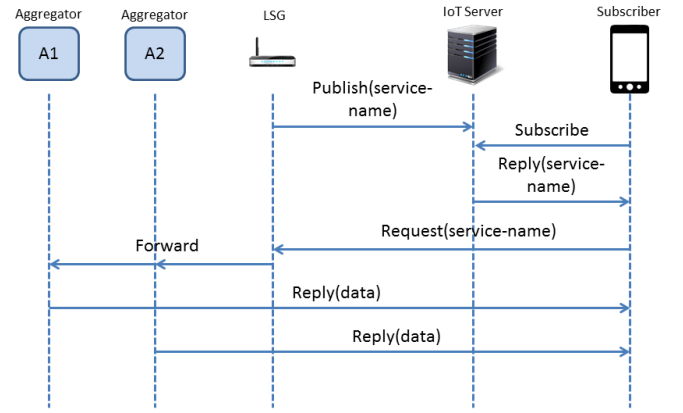 Aggregator
Aggregator
LSG
IoT Server
Subscriber
A1
A2
Publish(service-
name)
Subscribe
Reply(service-
name)
Request(service-name)
Forward
Reply(data)
Reply(data)